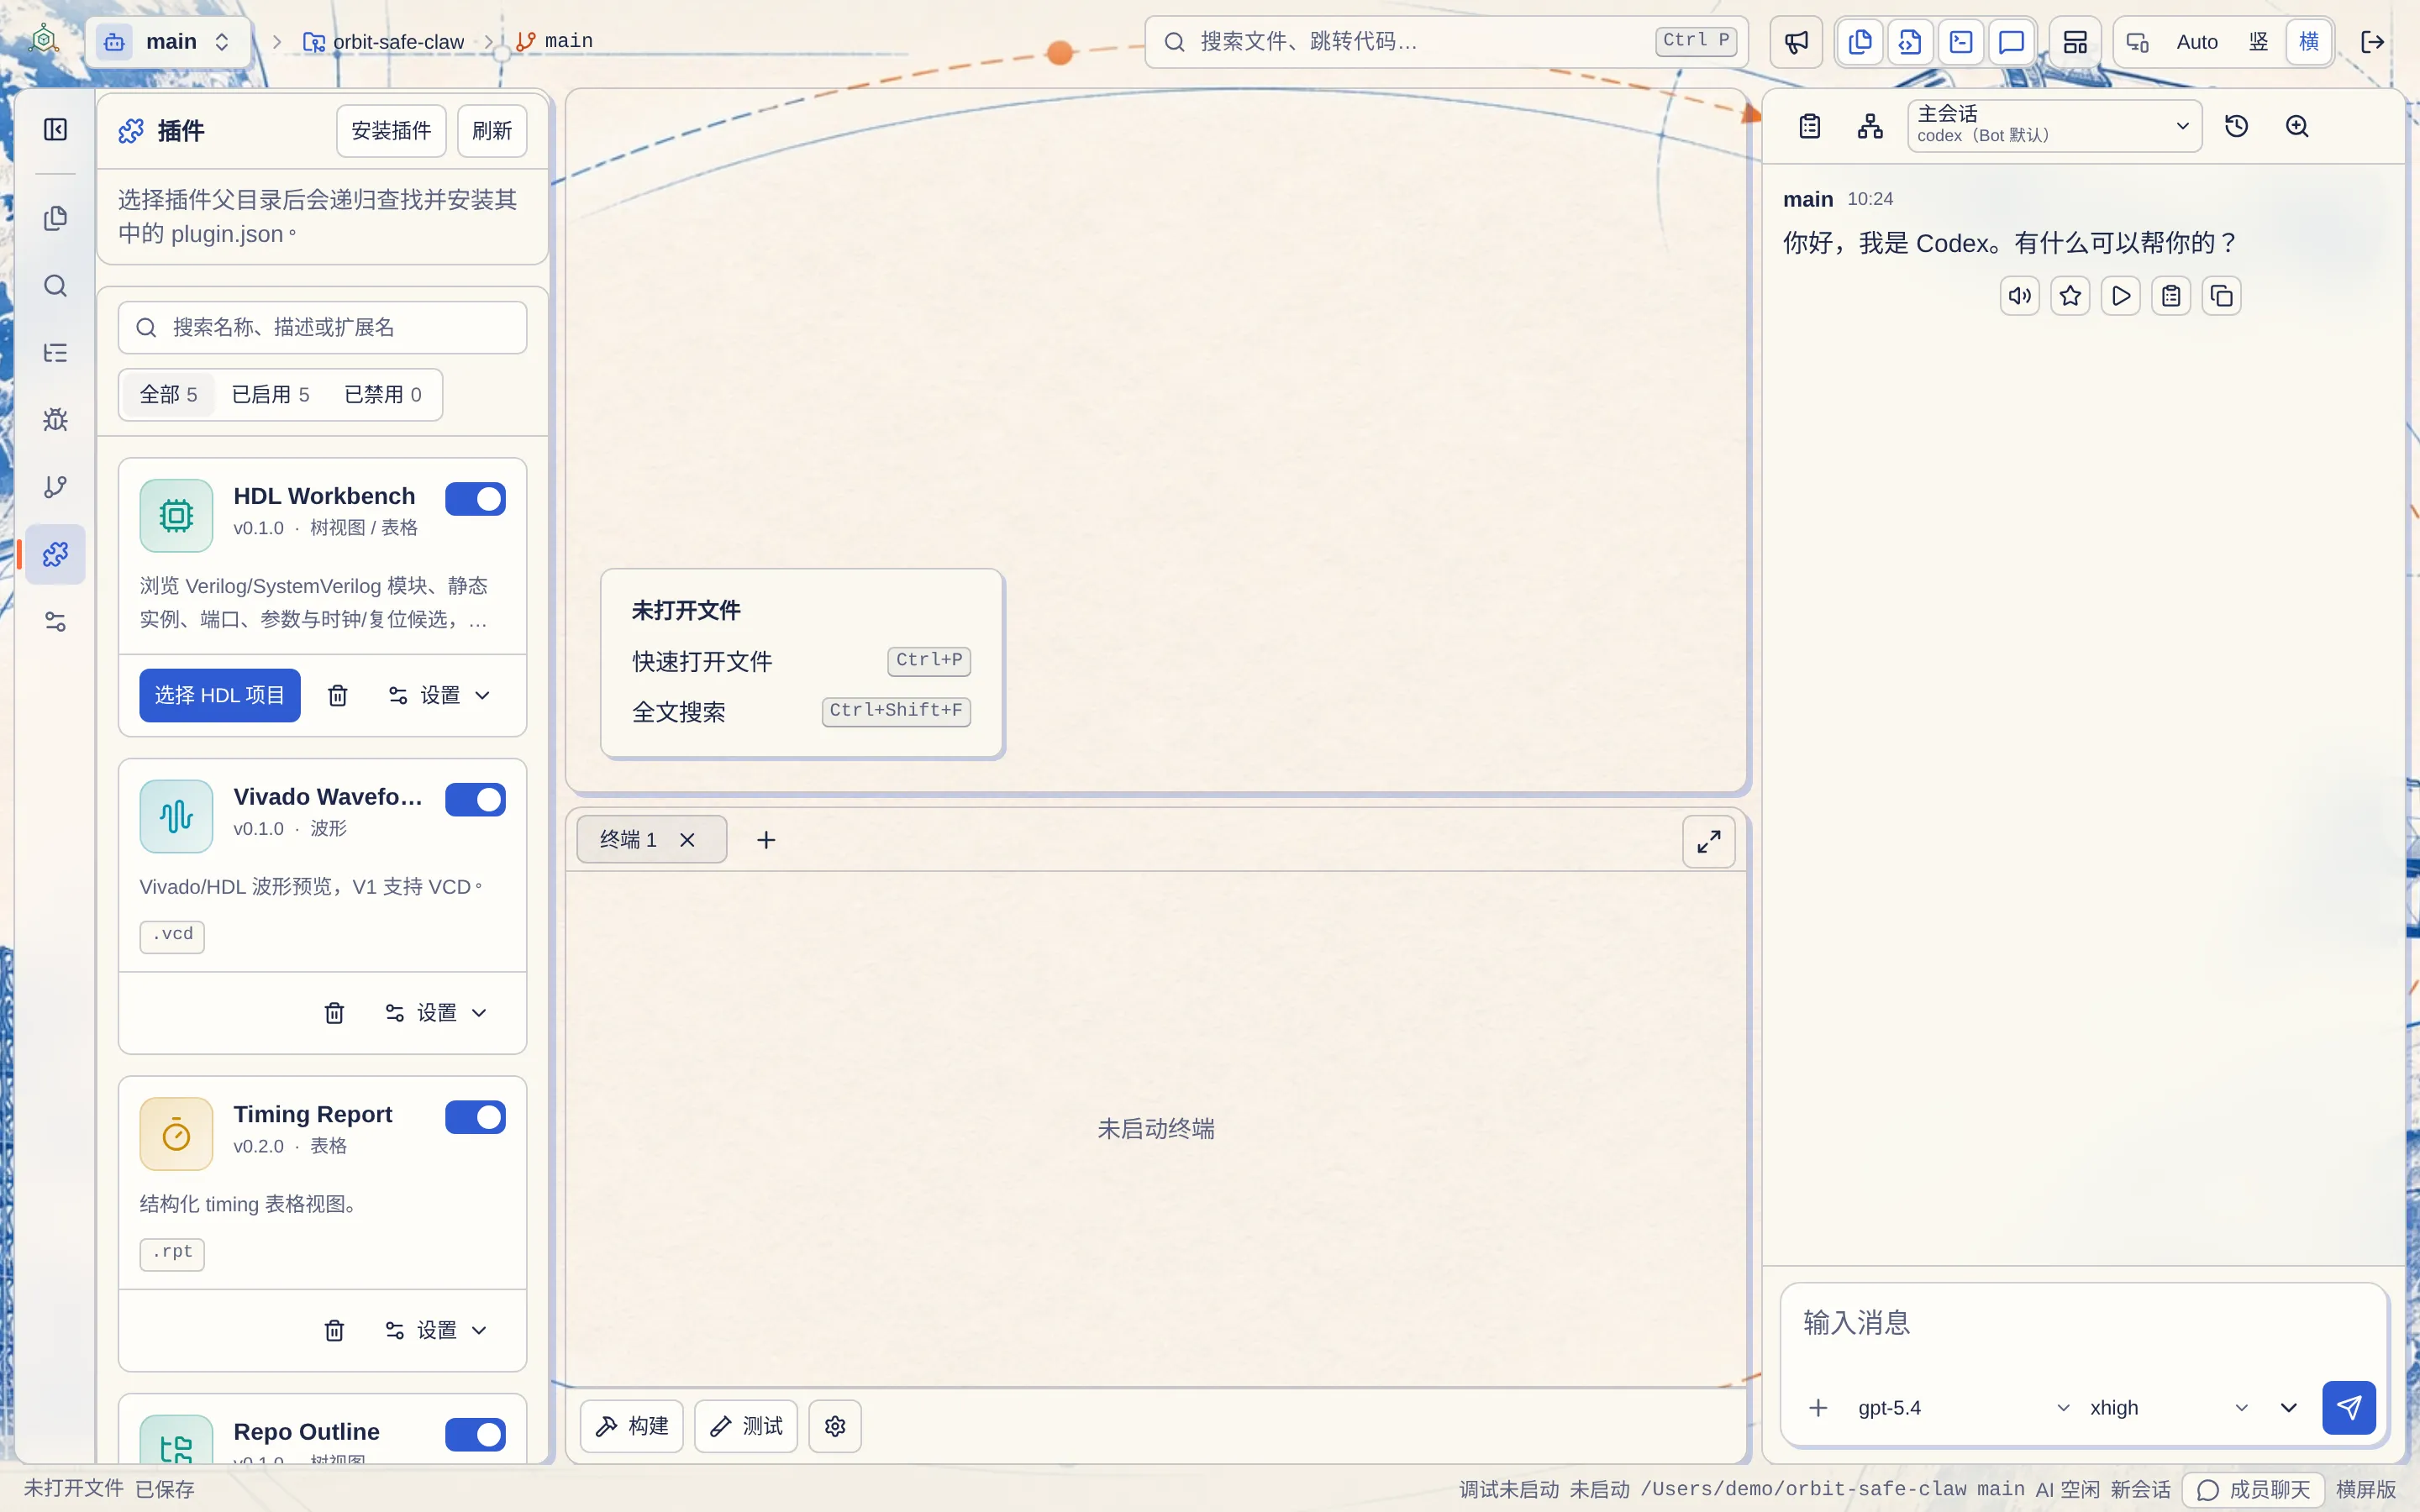 main
orbit-safe-claw
main
搜索文件、跳转代码...
Ctrl P
Auto
竖
横
插件
安装插件
刷新
选择插件父目录后会递归查找并安装其
中的 plugin.json。
搜索名称、描述或扩展名
全部 5
已启用 5
已禁用 0
HDL Workbench
v0.1.0 · 树视图 / 表格
浏览 Verilog/SystemVerilog 模块、静态
实例、端口、参数与时钟/复位候选，…
选择 HDL 项目
设置
Vivado Wavefo…
v0.1.0 · 波形
Vivado/HDL 波形预览，V1 支持 VCD。
.vcd
设置
Timing Report
v0.2.0 · 表格
结构化 timing 表格视图。
.rpt
设置
Repo Outline
v0.1.0 · 树视图
未打开文件
快速打开文件
Ctrl+P
全文搜索
Ctrl+Shift+F
终端 1
未启动终端
构建
测试
主会话
codex（Bot 默认）
main 10:24
你好，我是 Codex。有什么可以帮你的？
输入消息
gpt-5.4
xhigh
未打开文件 已保存
调试未启动 未启动 /Users/demo/orbit-safe-claw main AI 空闲 新会话
成员聊天
横屏版